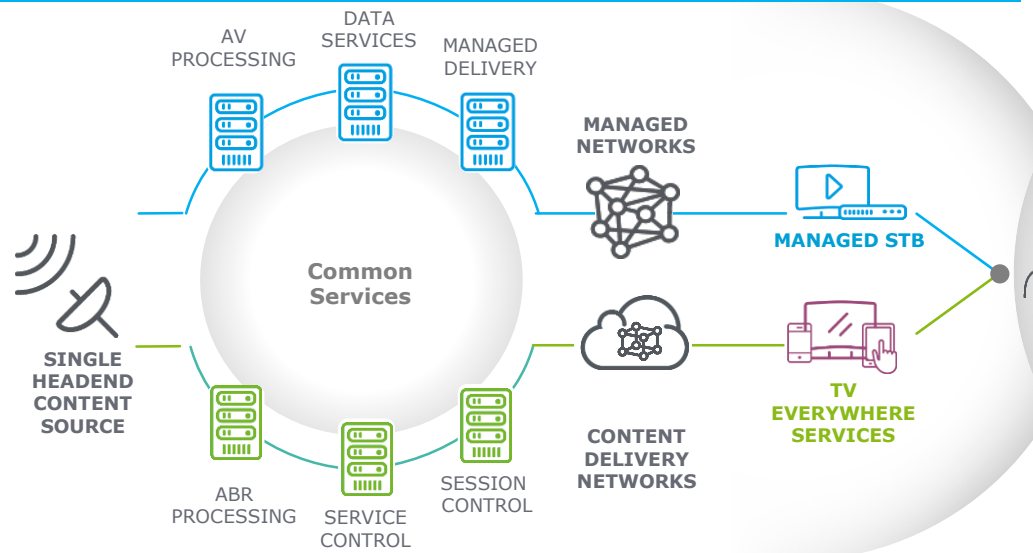 AV
PROCESSING
DATA
SERVICES
MANAGED
DELIVERY
MANAGED
NETWORKS
MANAGED STB
Common
Services
SINGLE
HEADEND
CONTENT
SOURCE
ABR
PROCESSING
SERVICE
CONTROL
SESSION
CONTROL
CONTENT
DELIVERY
NETWORKS
TV
EVERYWHERE
SERVICES